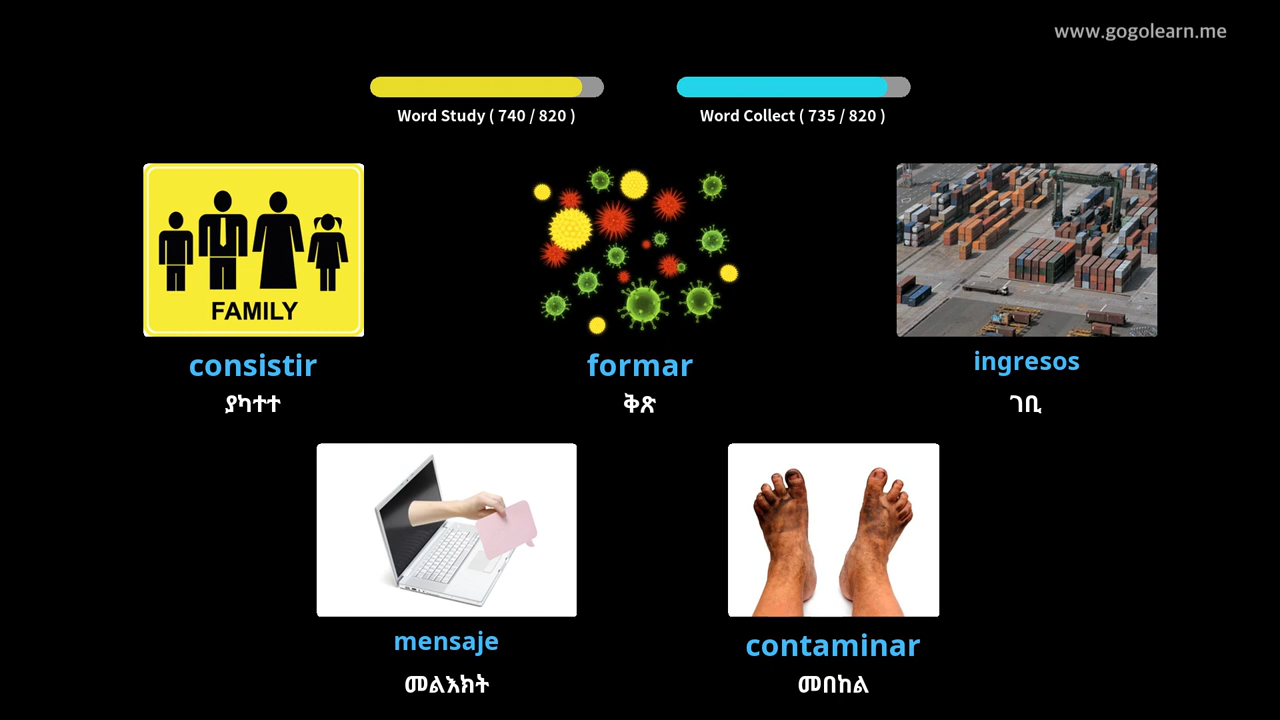 www.gogolearn.me
Word Study ( 740 / 820 )
Word Collect ( 735 / 820 )
FAMILY
consistir
formar
ingresos
ያካተተ
ቅጽ
ገቢ
mensaje
contaminar
መልእክት
መበከል